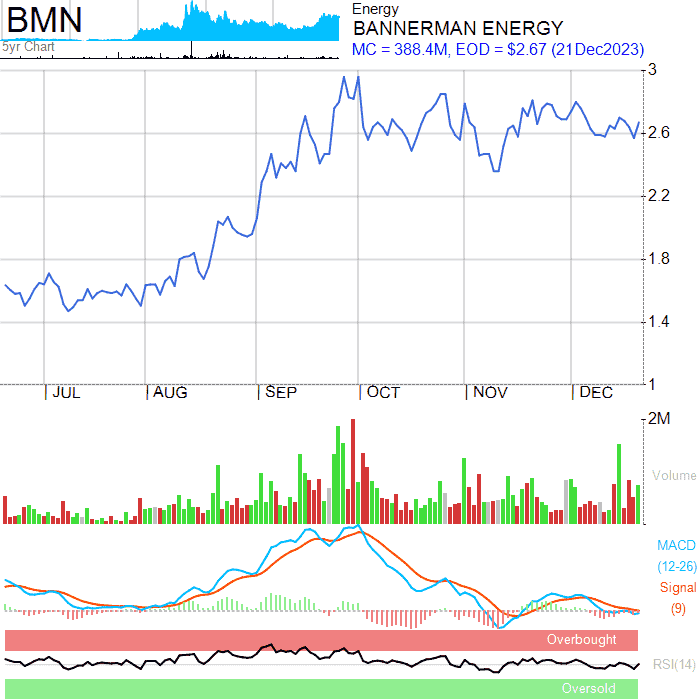 BMN
5yr Chart
Energy
BANNERMAN ENERGY
MC = 388.4M, EOD = $2.67 (21Dec2023)
3
2.6
2.2
1.8
1.4
1
JUL AUG SEP OCT NOV DEC
2M
Volume
MACD
(12-26)
Signal
(9)
Overbought
RSI(14)
Oversold